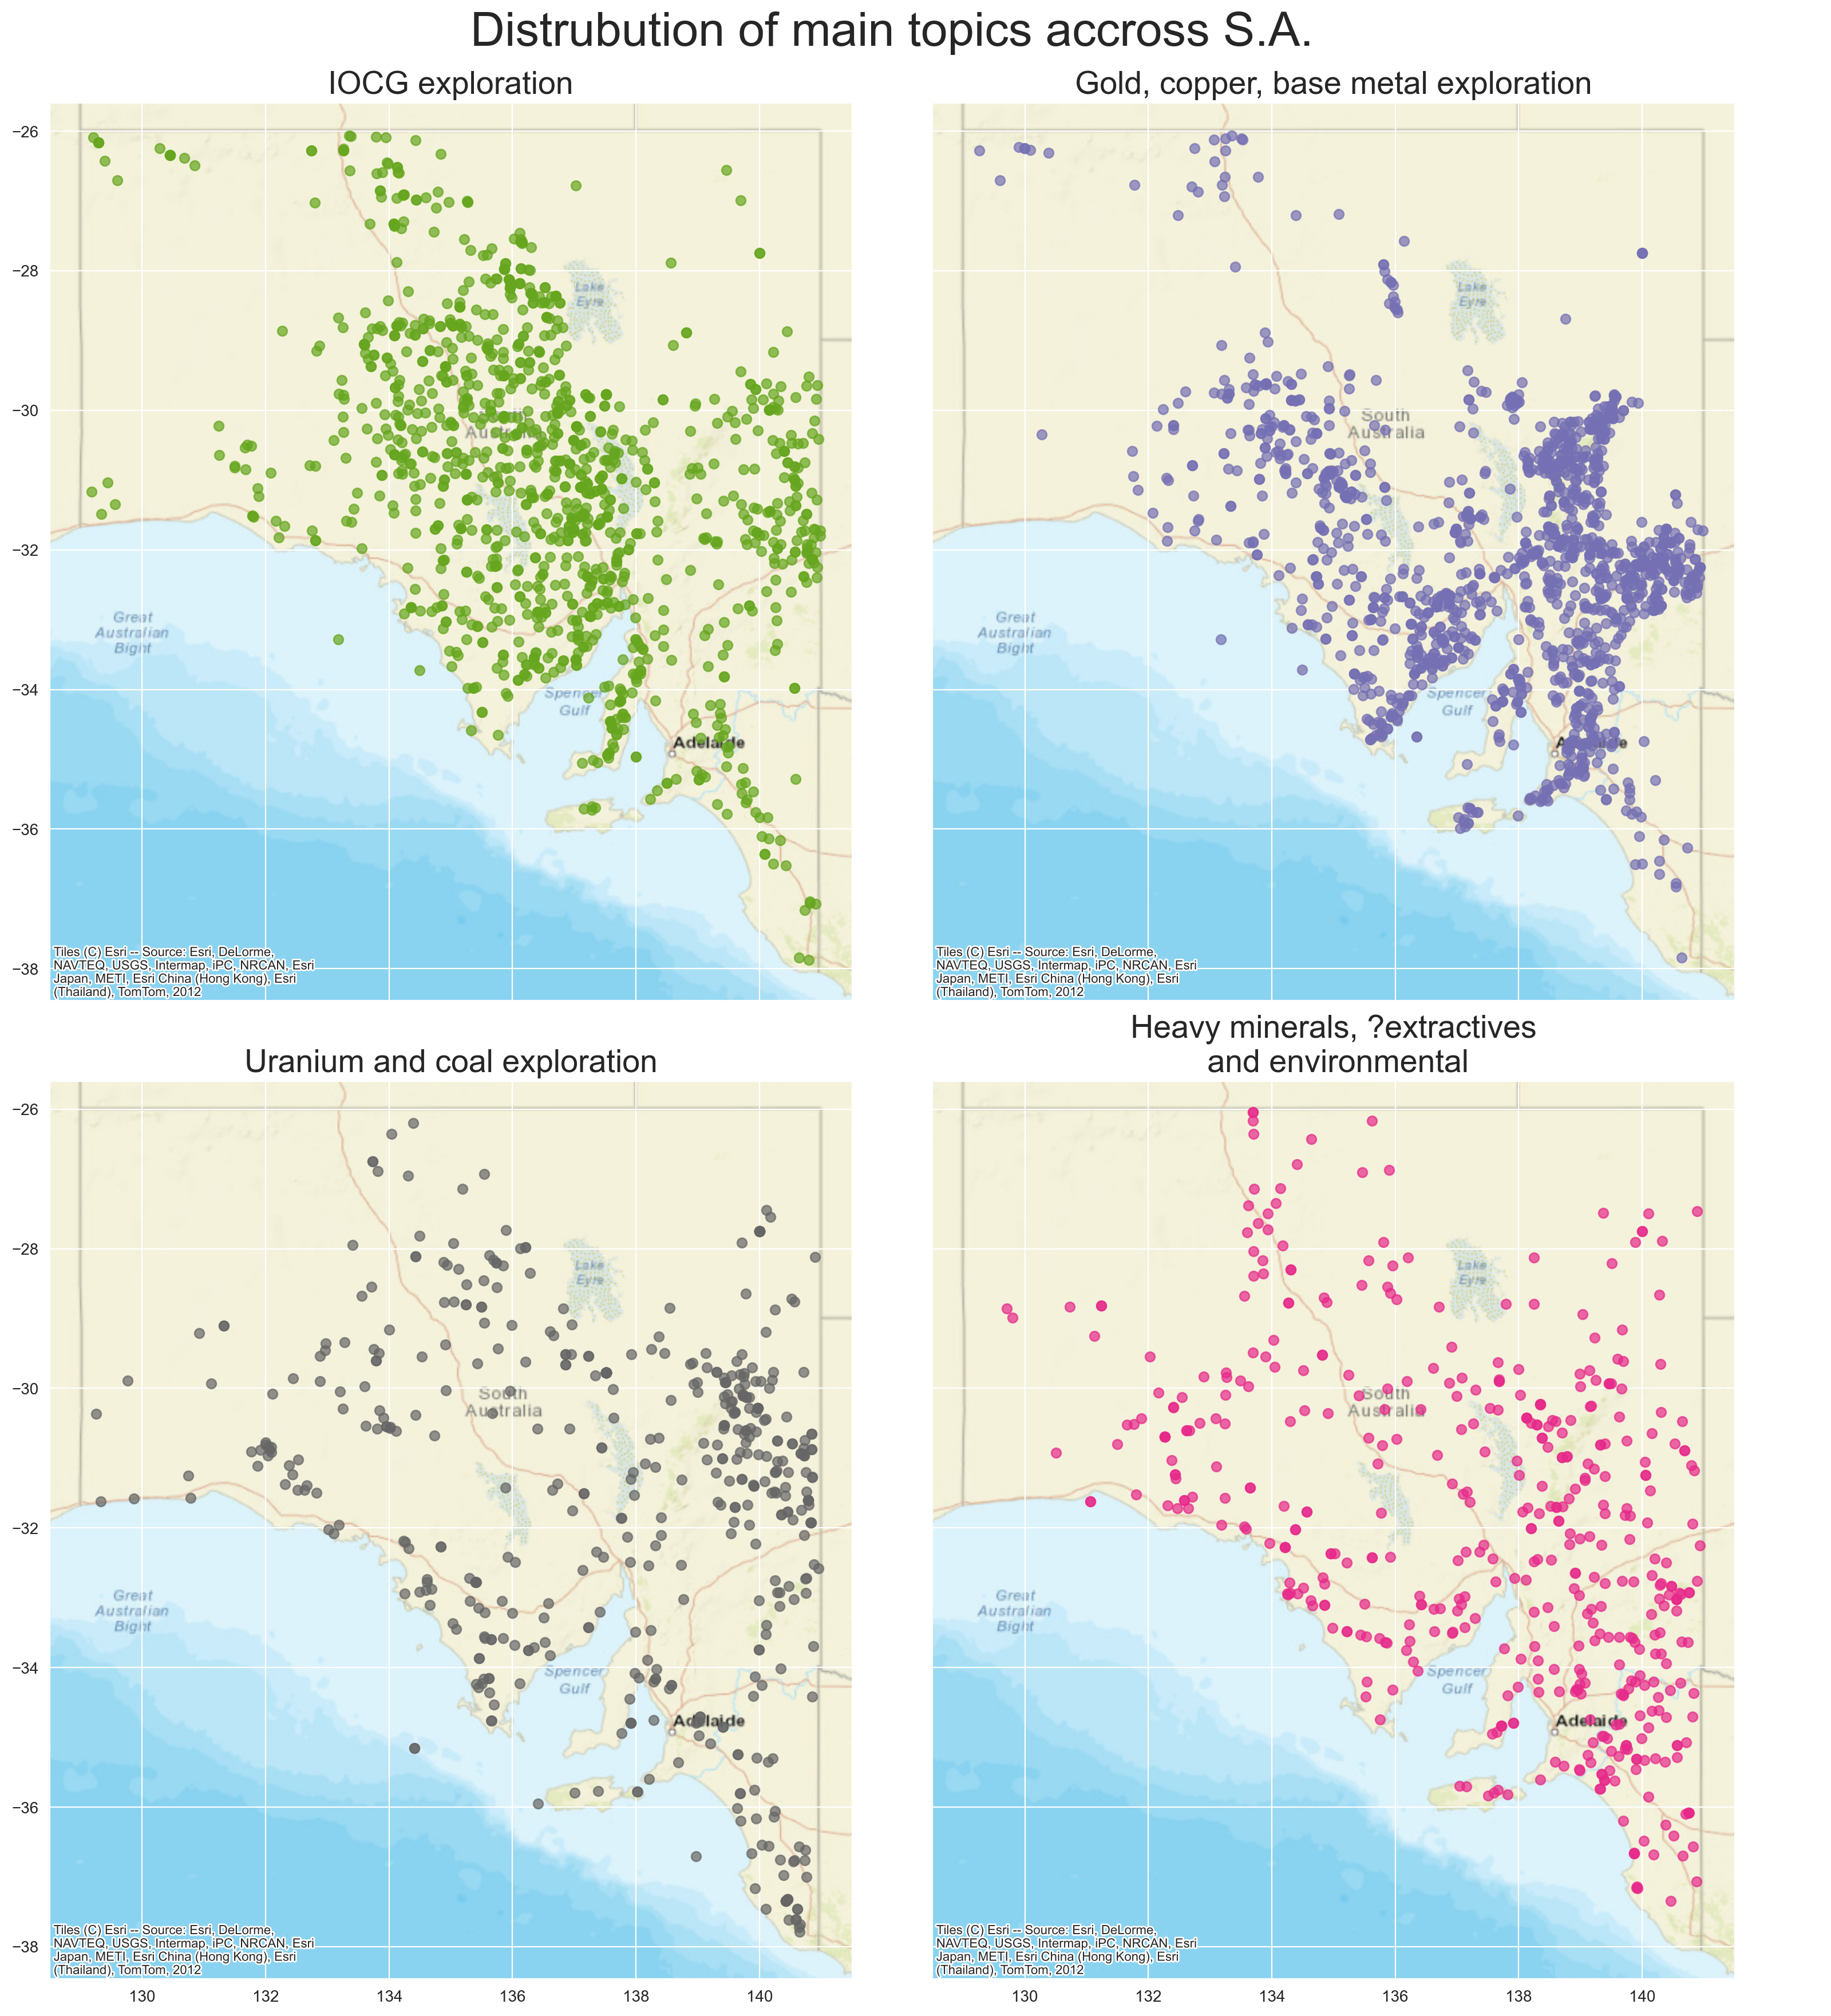 Distrubution of main topics accross S.A.
IOCG exploration
Gold, copper, base metal exploration
−26
−28
−30
−32
−34
−36
−38
Lake
Eyre
South
Australia
Great
Australian
Bight
Spencer
Gulf
Adelaide
Tiles (C) Esri -- Source: Esri, DeLorme,
NAVTEQ, USGS, Intermap, iPC, NRCAN, Esri
Japan, METI, Esri China (Hong Kong), Esri
(Thailand), TomTom, 2012
Lake
Eyre
South
Australia
Great
Australian
Bight
Spencer
Gulf
Adelaide
Tiles (C) Esri -- Source: Esri, DeLorme,
NAVTEQ, USGS, Intermap, iPC, NRCAN, Esri
Japan, METI, Esri China (Hong Kong), Esri
(Thailand), TomTom, 2012
Uranium and coal exploration
Heavy minerals, ?extractives
and environmental
−26
−28
−30
−32
−34
−36
−38
Lake
Eyre
South
Australia
Great
Australian
Bight
Spencer
Gulf
Adelaide
Tiles (C) Esri -- Source: Esri, DeLorme,
NAVTEQ, USGS, Intermap, iPC, NRCAN, Esri
Japan, METI, Esri China (Hong Kong), Esri
(Thailand), TomTom, 2012
130 132 134 136 138 140
Lake
Eyre
South
Australia
Great
Australian
Bight
Spencer
Gulf
Adelaide
Tiles (C) Esri -- Source: Esri, DeLorme,
NAVTEQ, USGS, Intermap, iPC, NRCAN, Esri
Japan, METI, Esri China (Hong Kong), Esri
(Thailand), TomTom, 2012
130 132 134 136 138 140